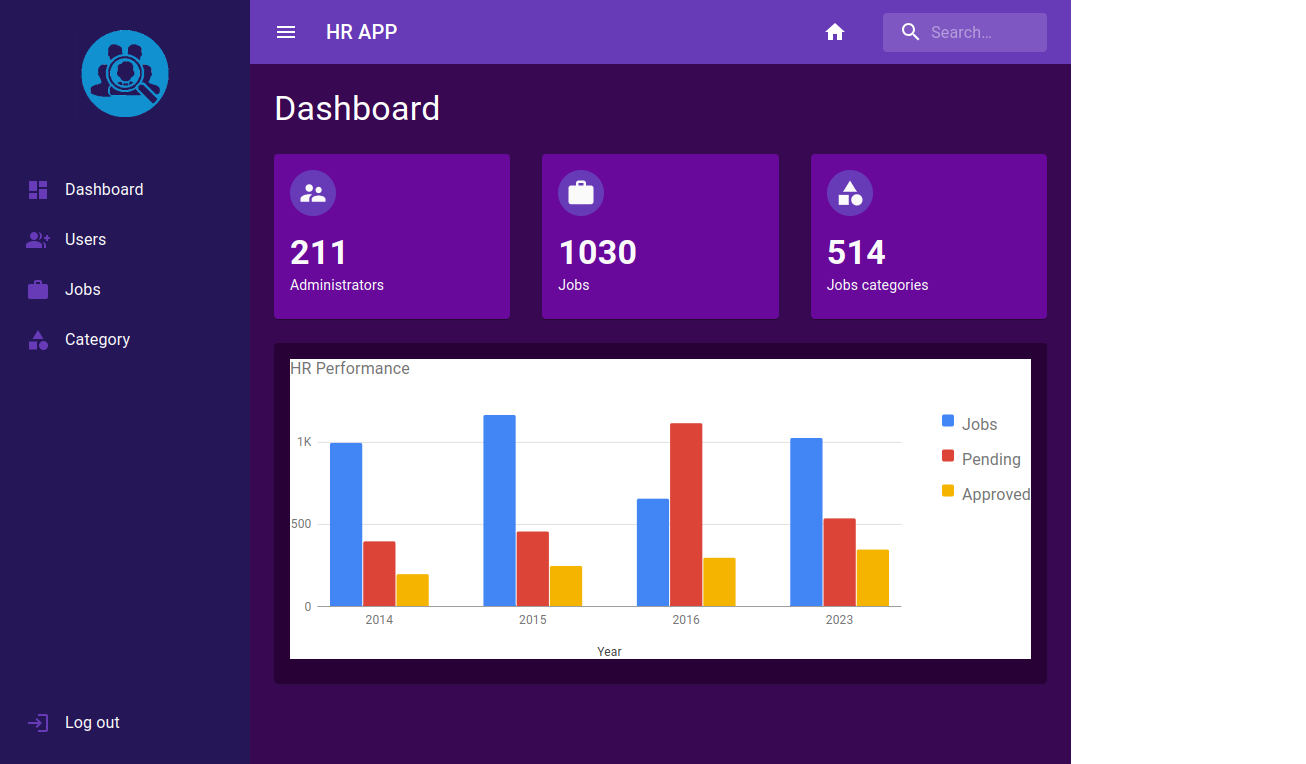 HR APP
Search...
Dashboard
Users
Jobs
Category
Log out
Dashboard
211
Administrators
1030
Jobs
514
Jobs categories
HR Performance
1K
500
0
2014
2015
2016
2023
Year
Jobs
Pending
Approved